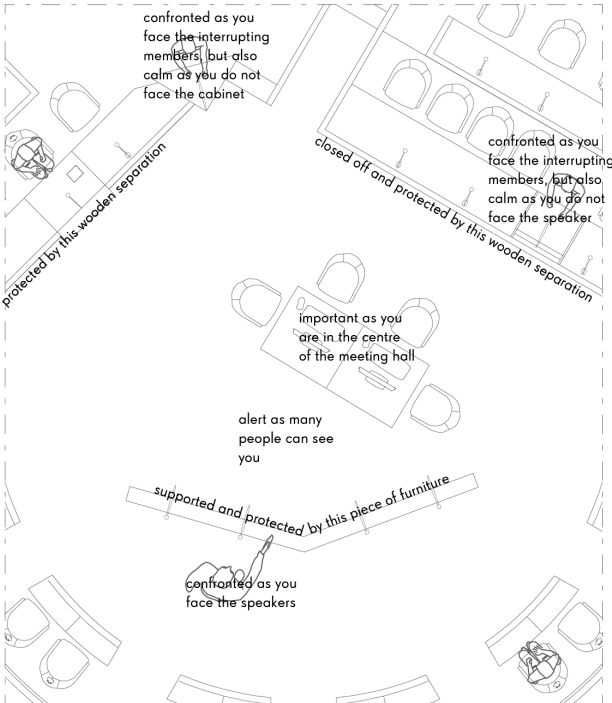 confronted as you
face the interrupting
members, but also
calm as you do not
face the cabinet
protected by this wooden separation
closed off and protected by this wooden separation
confronted as you
face the interrupting
members, but also
calm as you do not
face the speaker
important as you
are in the centre
of the meeting hall
alert as many
people can see
you
supported and protected by this piece of furniture
confronted as you
face the speakers